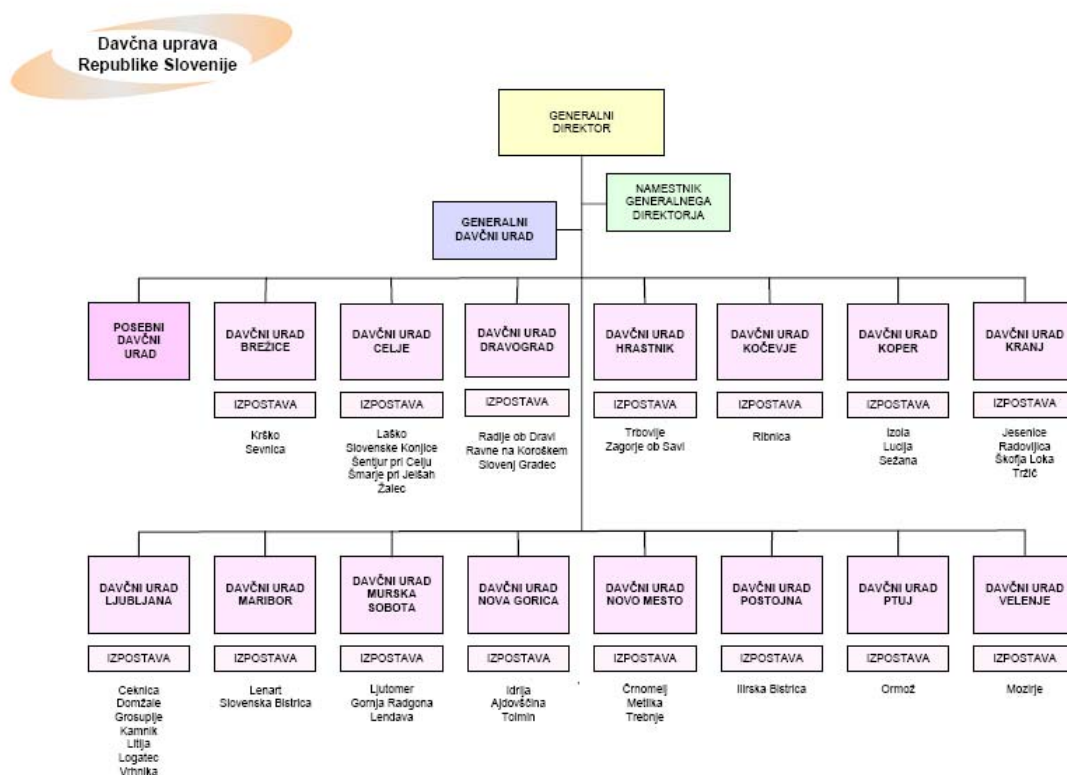 Davčna uprava
Republike Slovenije
GENERALNI
DIREKTOR
NAMESTNIK
GENERALNEGA
DIREKTORJA
GENERALNI
DAVČNI URAD
POSEBNI
DAVČNI
URAD
DAVČNI URAD
BREŽICE
DAVČNI URAD
CELJE
DAVČNI URAD
DRAVOGRAD
DAVČNI URAD
HRASTNIK
DAVČNI URAD
KOČEVJE
DAVČNI URAD
KOPER
DAVČNI URAD
KRANJ
IZPOSTAVA
IZPOSTAVA
IZPOSTAVA
IZPOSTAVA
IZPOSTAVA
IZPOSTAVA
IZPOSTAVA
Krško
Sevnica
Laško
Slovenske Konjice
Šentjur pri Celju
Šmarje pri Jelšah
Žalec
Radlje ob Dravi
Ravne na Koroškem
Slovenj Gradec
Trbovlje
Zagorje ob Savi
Ribnica
Izola
Lucija
Sežana
Jesenice
Radovljica
Škofja Loka
Tržič
DAVČNI URAD
LJUBLJANA
DAVČNI URAD
MARIBOR
DAVČNI URAD
MURSKA
SOBOTA
DAVČNI URAD
NOVA GORICA
DAVČNI URAD
NOVO MESTO
DAVČNI URAD
POSTOJNA
DAVČNI URAD
PTUJ
DAVČNI URAD
VELENJE
IZPOSTAVA
IZPOSTAVA
IZPOSTAVA
IZPOSTAVA
IZPOSTAVA
IZPOSTAVA
IZPOSTAVA
IZPOSTAVA
Ceknica
Domžale
Grosuplje
Kamnik
Litija
Logatec
Vrhnika
Lenart
Slovenska Bistrica
Ljutomer
Gornja Radgona
Lendava
Idrija
Ajdovščina
Tolmin
Črnomelj
Metlika
Trebnje
Ilirska Bistrica
Ormož
Mozirje